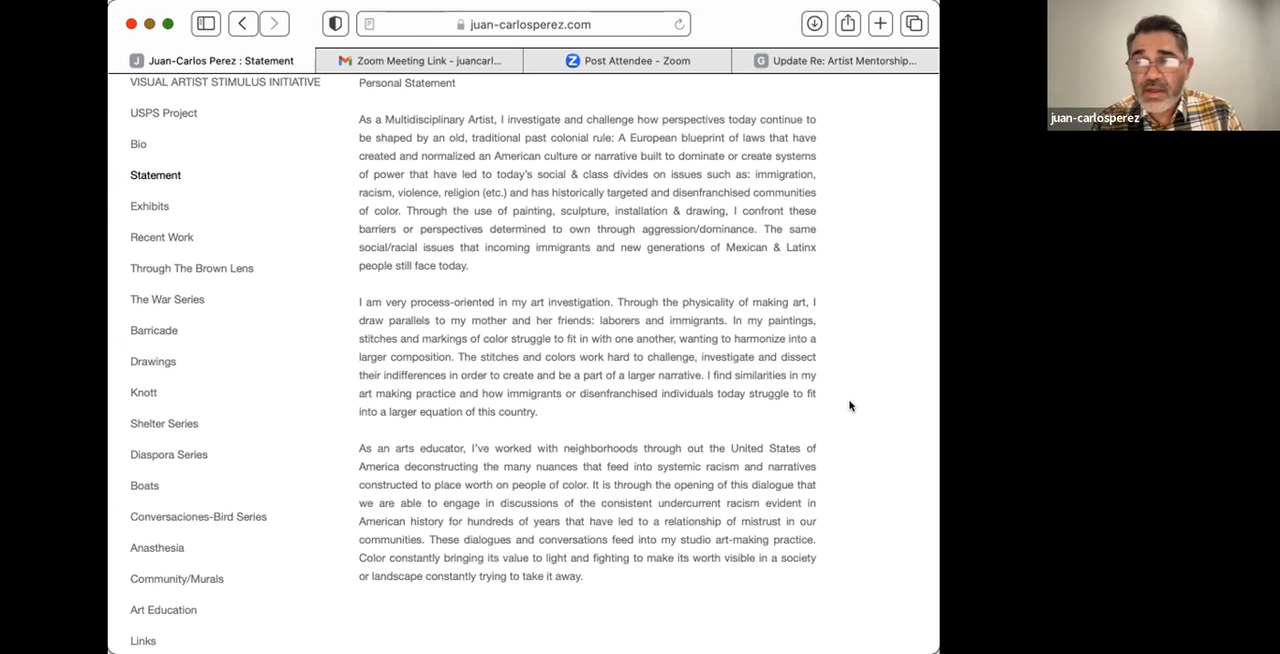 juan-carlosperez.com
Juan-Carlos Perez : Statement
Zoom Meeting Link - juancarl...
Post Attendee - Zoom
Update Re: Artist Mentorship...
VISUAL ARTIST STIMULUS INITIATIVE
USPS Project
Bio
Statement
Exhibits
Recent Work
Through The Brown Lens
The War Series
Barricade
Drawings
Knott
Shelter Series
Diaspora Series
Boats
Conversaciones-Bird Series
Anasthesia
Community/Murals
Art Education
Links
Personal Statement
As a Multidisciplinary Artist, I investigate and challenge how perspectives today continue to
be shaped by an old, traditional past colonial rule: A European blueprint of laws that have
created and normalized an American culture or narrative built to dominate or create systems
of power that have led to today's social & class divides on issues such as: immigration,
racism, violence, religion (etc.) and has historically targeted and disenfranchised communities
of color. Through the use of painting, sculpture, installation & drawing, I confront these
barriers or perspectives determined to own through aggression/dominance. The same
social/racial issues that incoming immigrants and new generations of Mexican & Latinx
people still face today.
I am very process-oriented in my art investigation. Through the physicality of making art, I
draw parallels to my mother and her friends: laborers and immigrants. In my paintings,
stitches and markings of color struggle to fit in with one another, wanting to harmonize into a
larger composition. The stitches and colors work hard to challenge, investigate and dissect
their indifferences in order to create and be a part of a larger narrative. I find similarities in my
art making practice and how immigrants or disenfranchised individuals today struggle to fit
into a larger equation of this country.
As an arts educator, I've worked with neighborhoods through out the United States of
America deconstructing the many nuances that feed into systemic racism and narratives
constructed to place worth on people of color. It is through the opening of this dialogue that
we are able to engage in discussions of the consistent undercurrent racism evident in
American history for hundreds of years that have led to a relationship of mistrust in our
communities. These dialogues and conversations feed into my studio art-making practice.
Color constantly bringing its value to light and fighting to make its worth visible in a society
or landscape constantly trying to take it away.
juan-carlosperez